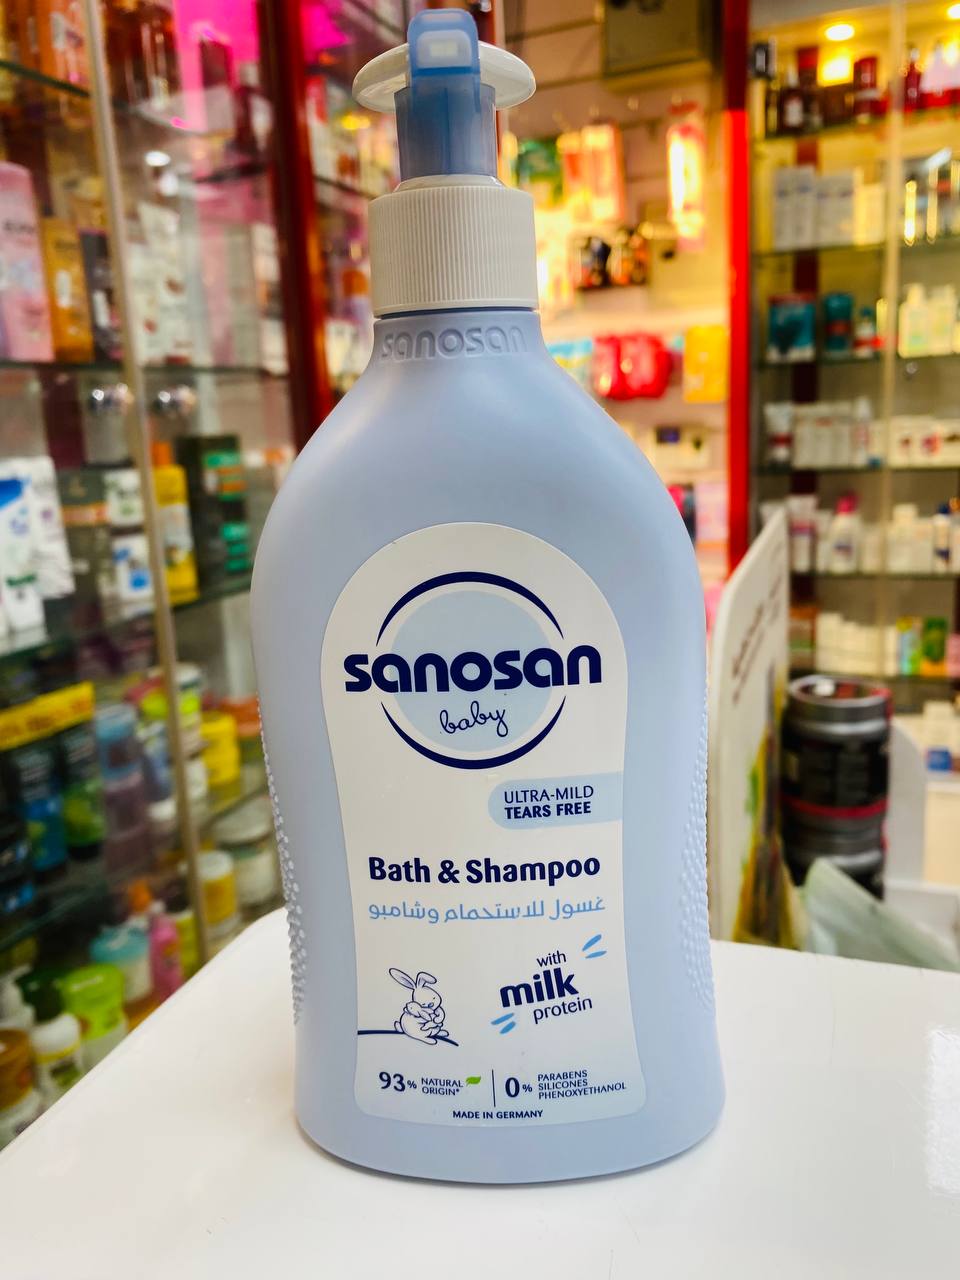 sanosan
sanosan
baby
ULTRA-MILD
TEARS FREE
Bath & Shampoo
غسول للاستحمام وشامبو
with
milk
protein
93% NATURAL ORIGIN*
0% PARABENS SILICONES PHENOXYETHANOL
MADE IN GERMANY